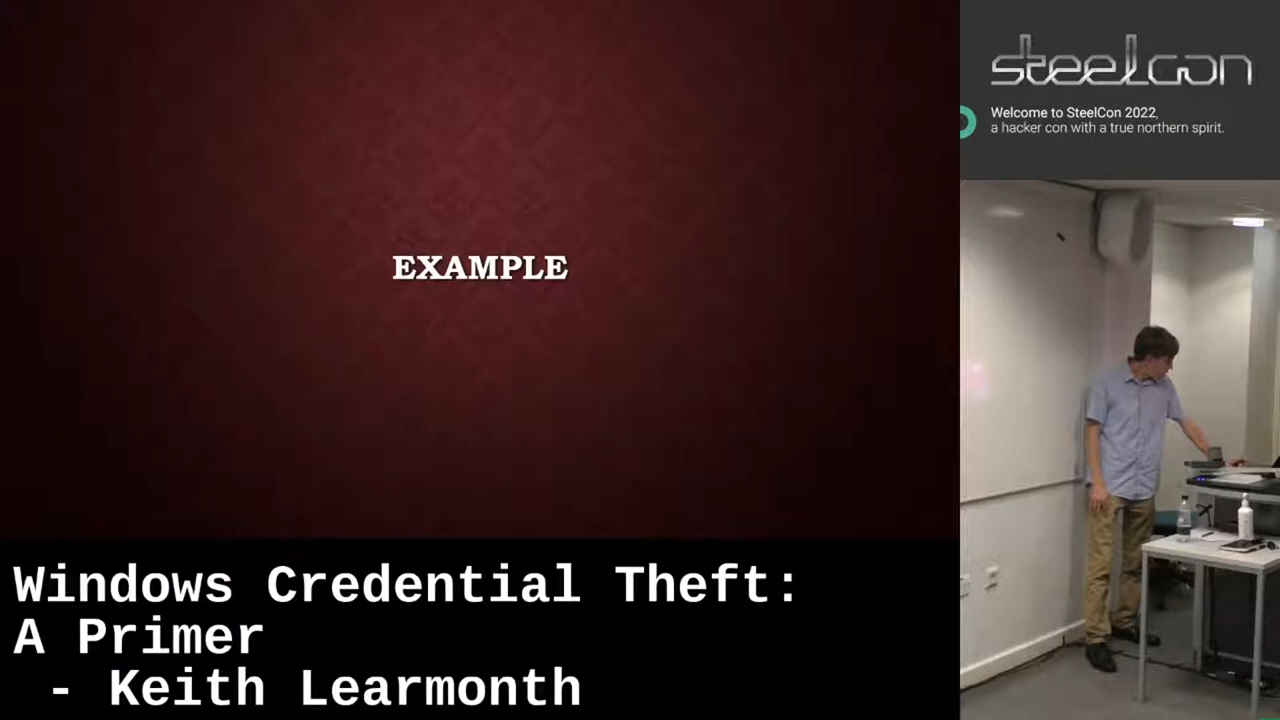 EXAMPLE
steelcon
Welcome to SteelCon 2022,
a hacker con with a true northern spirit.
Windows Credential Theft:
A Primer
- Keith Learmonth